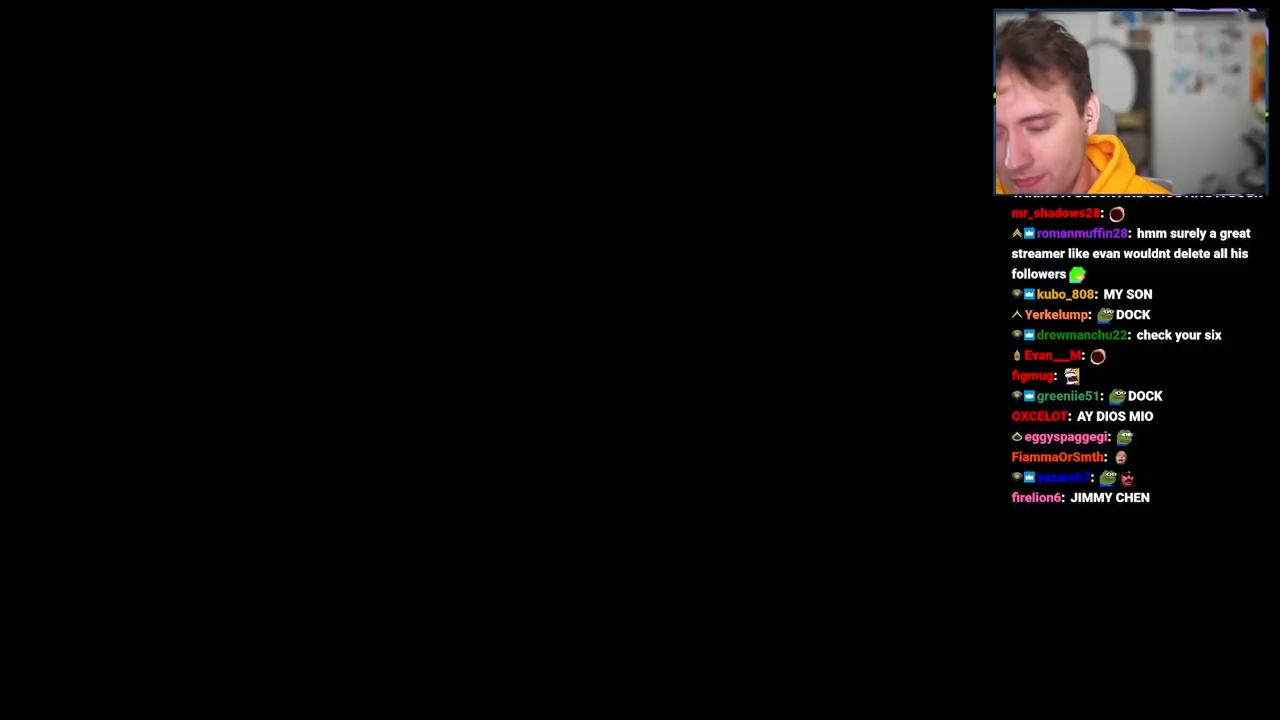 mr_shadows28:
romanmuffin28: hmm surely a great
streamer like evan wouldnt delete all his
followers
kubo_808: MY SON
Yerkelump: DOCK
drewmanchu22: check your six
Evan___M:
figmug:
greeniie51: DOCK
OXCELOT: AY DIOS MIO
eggyspaggegi:
FiammaOrSmth:
firelion6: JIMMY CHEN